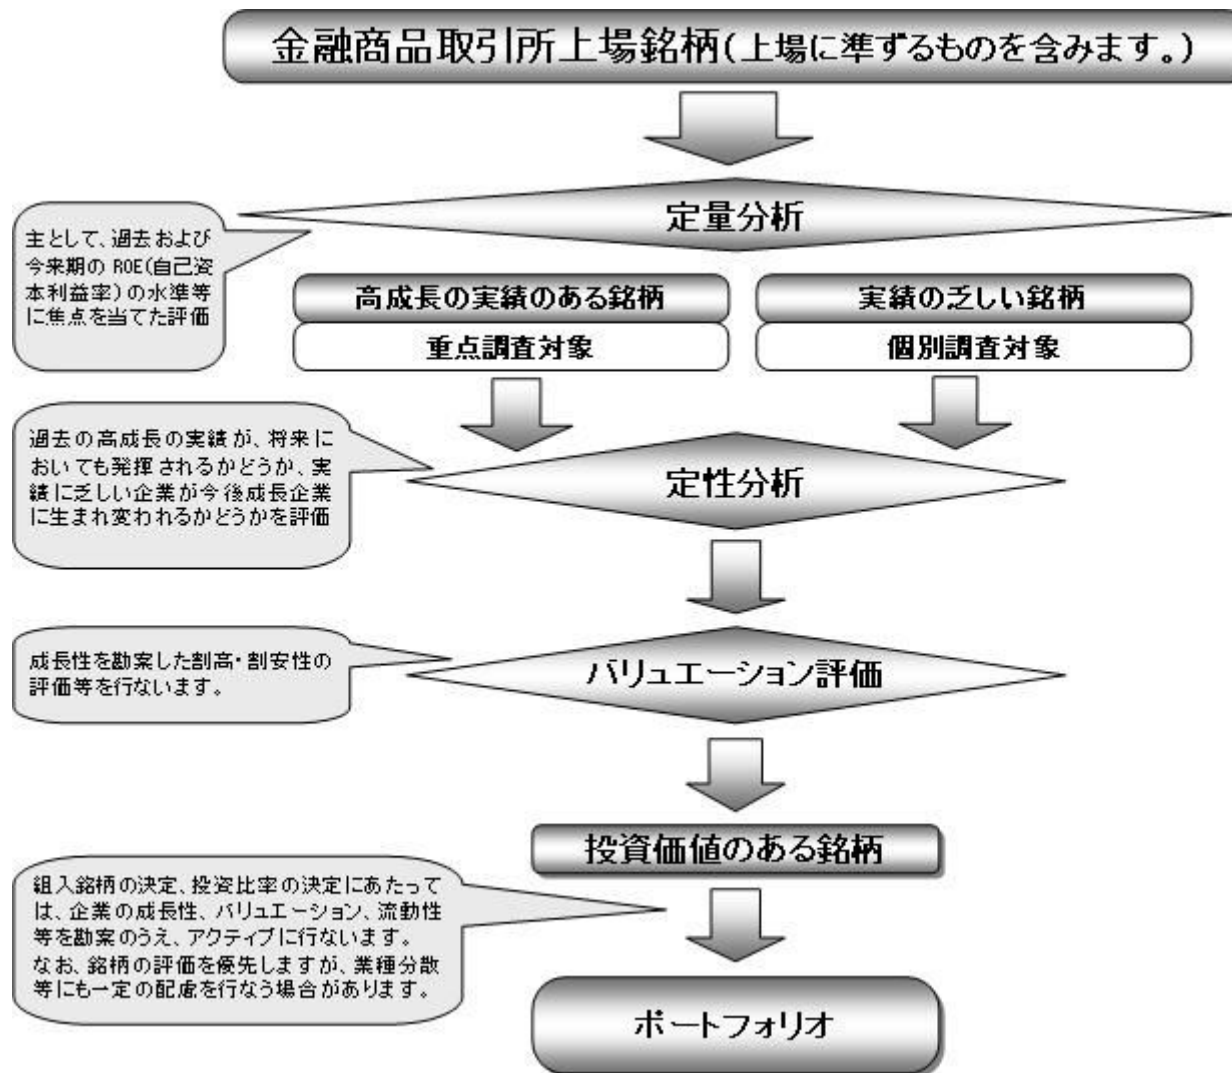 金融商品取引所上場銘柄(上場に準ずるものを含みます。)
定量分析
主として、過去および
今来期の ROE(自己資
本利益率)の水準等
に焦点を当てた評価
高成長の実績のある銘柄
重点調査対象
実績の乏しい銘柄
個別調査対象
過去の高成長の実績が、将来に
おいても発揮されるかどうか、実
績に乏しい企業が今後成長企業
に生まれ変われるかどうかを評価
定性分析
成長性を勘案した割高・割安性の
評価等を行ないます。
バリュエーション評価
投資価値のある銘柄
組入銘柄の決定、投資比率の決定にあたって
は、企業の成長性、バリュエーション、流動性
等を勘案のうえ、アクティブに行ないます。
なお、銘柄の評価を優先しますが、業種分散
等にも一定の配慮を行なう場合があります。
ポートフォリオ